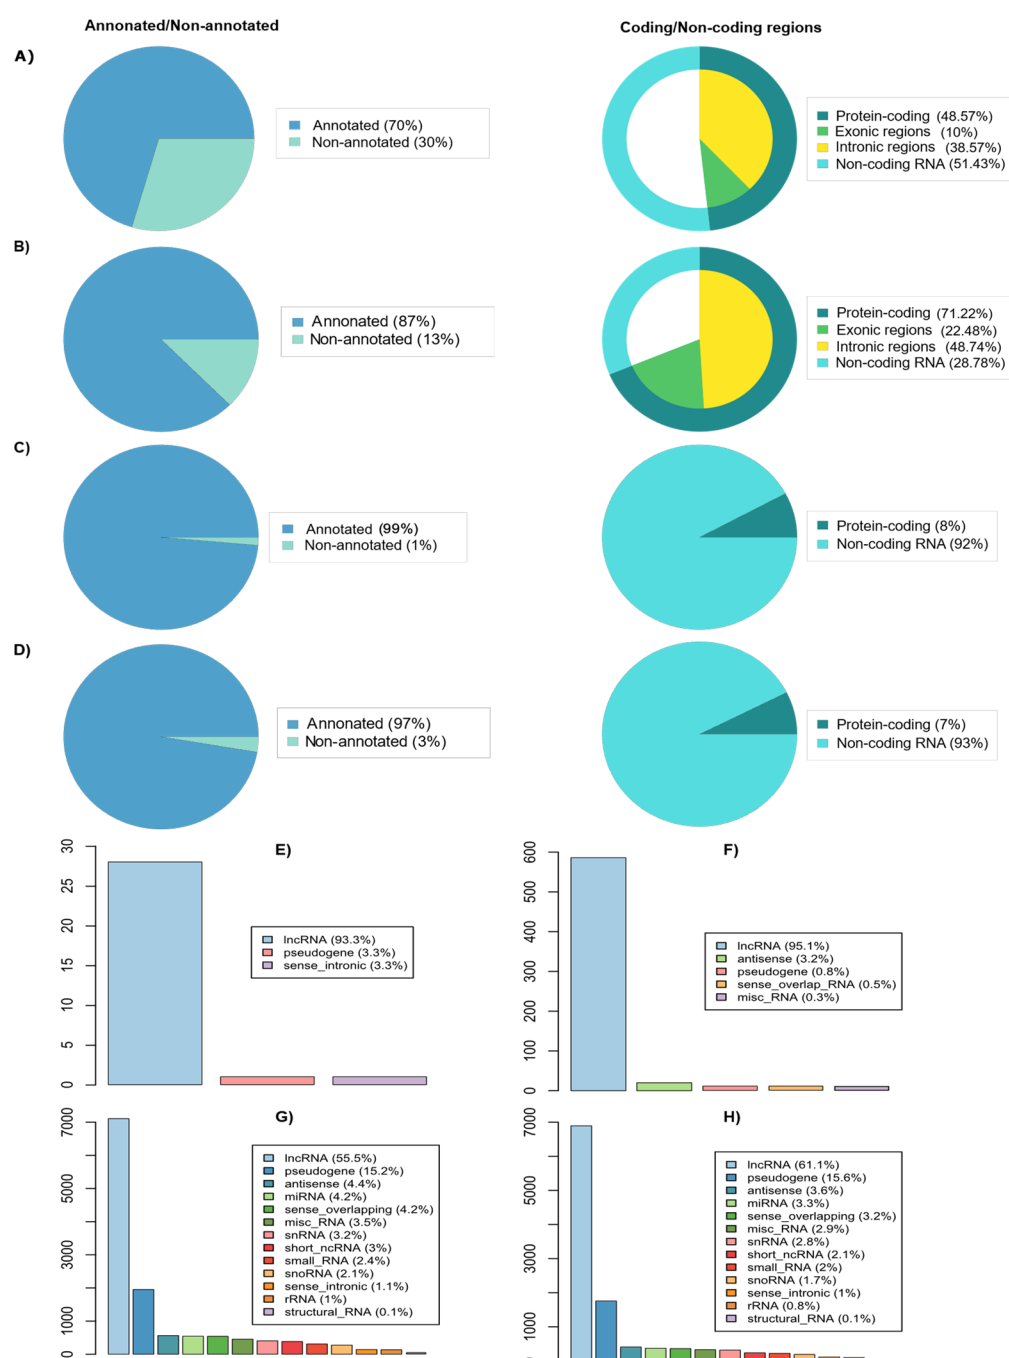 Annonated/Non-annotated
Coding/Non-coding regions
A)
Annotated (70%)
Non-annotated (30%)
Protein-coding (48.57%)
Exonic regions (10%)
Intronic regions (38.57%)
Non-coding RNA (51.43%)
B)
Annonated (87%)
Non-annotated (13%)
Protein-coding (71.22%)
Exonic regions (22.48%)
Intronic regions (48.74%)
Non-coding RNA (28.78%)
C)
Annotated (99%)
Non-annotated (1%)
Protein-coding (8%)
Non-coding RNA (92%)
D)
Annonated (97%)
Non-annotated (3%)
Protein-coding (7%)
Non-coding RNA (93%)
E)
30
25
20
15
10
5
0
lncRNA (93.3%)
pseudogene (3.3%)
sense_intronic (3.3%)
F)
600
500
400
300
200
100
0
lncRNA (95.1%)
antisense (3.2%)
pseudogene (0.8%)
sense_overlap_RNA (0.5%)
misc_RNA (0.3%)
G)
7000
5000
3000
1000
0
lncRNA (55.5%)
pseudogene (15.2%)
antisense (4.4%)
miRNA (4.2%)
sense_overlapping (4.2%)
misc_RNA (3.5%)
snRNA (3.2%)
short_ncRNA (3%)
small_RNA (2.4%)
snoRNA (2.1%)
sense_intronic (1.1%)
rRNA (1%)
structural_RNA (0.1%)
H)
7000
5000
3000
1000
lncRNA (61.1%)
pseudogene (15.6%)
antisense (3.6%)
miRNA (3.3%)
sense_overlapping (3.2%)
misc_RNA (2.9%)
snRNA (2.8%)
short_ncRNA (2.1%)
small_RNA (2%)
snoRNA (1.7%)
sense_intronic (1%)
rRNA (0.8%)
structural_RNA (0.1%)